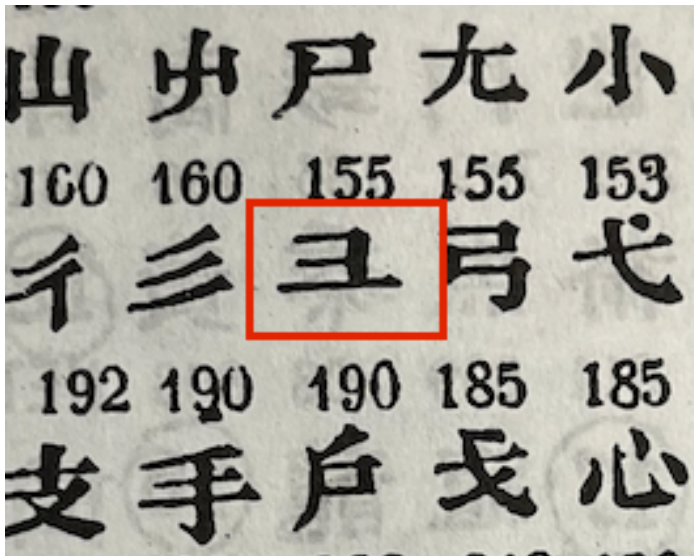 小 尢 尸 屮 山
153 155 155 160 160
弋 弓 彐 彡 彳
185 185 190 190 192
心 戈 戶 手 支